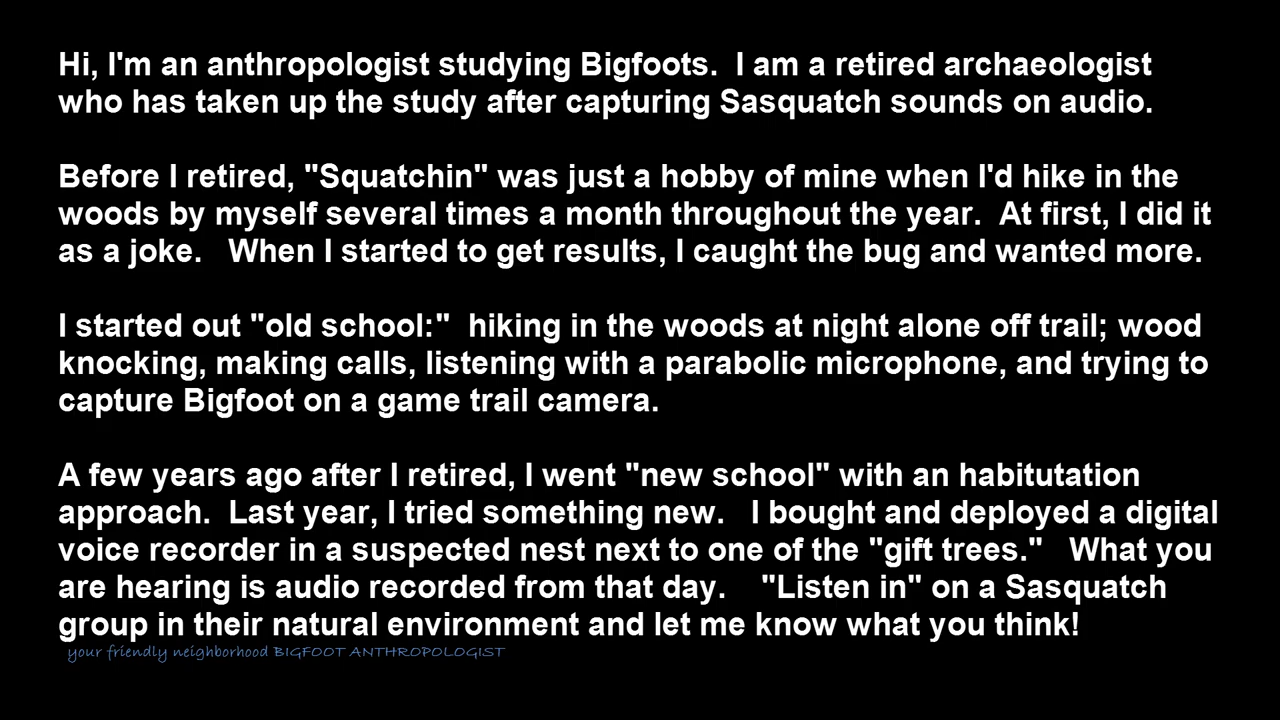 Hi, I'm an anthropologist studying Bigfoots.  I am a retired archaeologist
who has taken up the study after capturing Sasquatch sounds on audio.
Before I retired, "Squatchin" was just a hobby of mine when I'd hike in the
woods by myself several times a month throughout the year.  At first, I did it
as a joke.   When I started to get results, I caught the bug and wanted more.
I started out "old school:"  hiking in the woods at night alone off trail; wood
knocking, making calls, listening with a parabolic microphone, and trying to
capture Bigfoot on a game trail camera.
A few years ago after I retired, I went "new school" with an habitutation
approach.  Last year, I tried something new.   I bought and deployed a digital
voice recorder in a suspected nest next to one of the "gift trees."   What you
are hearing is audio recorded from that day.    "Listen in" on a Sasquatch
group in their natural environment and let me know what you think!
your friendly neighborhood BIGFOOT ANTHROPOLOGIST